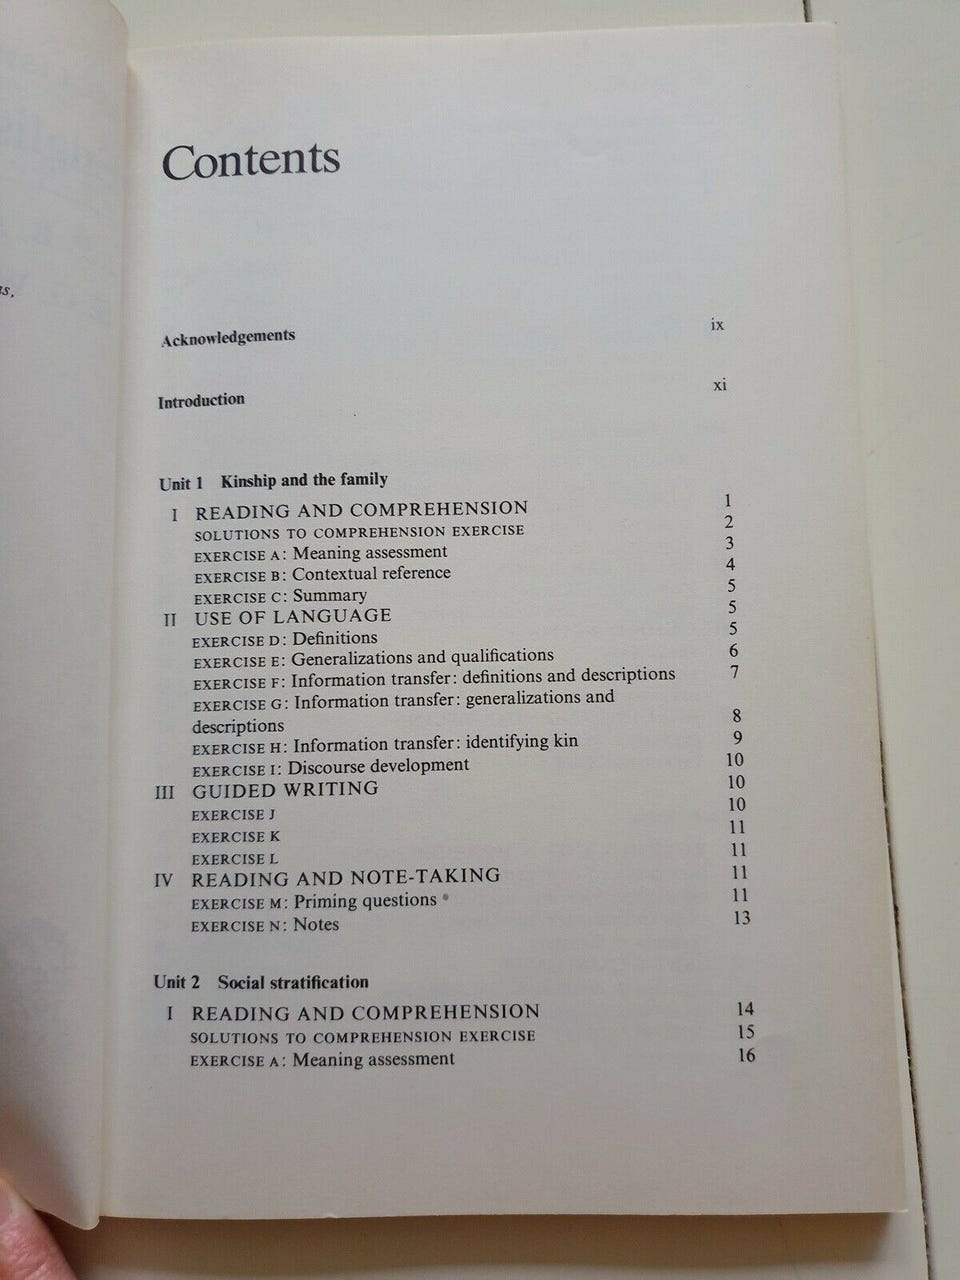 Contents
Acknowledgements ix
Introduction xi
Unit 1 Kinship and the family
I READING AND COMPREHENSION 1
SOLUTIONS TO COMPREHENSION EXERCISE 2
EXERCISE A: Meaning assessment 3
EXERCISE B: Contextual reference 4
EXERCISE C: Summary 5
II USE OF LANGUAGE 5
EXERCISE D: Definitions 5
EXERCISE E: Generalizations and qualifications 6
EXERCISE F: Information transfer: definitions and descriptions 7
EXERCISE G: Information transfer: generalizations and
descriptions 8
EXERCISE H: Information transfer: identifying kin 9
EXERCISE I: Discourse development 10
III GUIDED WRITING 10
EXERCISE J 10
EXERCISE K 11
EXERCISE L 11
IV READING AND NOTE-TAKING 11
EXERCISE M: Priming questions 11
EXERCISE N: Notes 13
Unit 2 Social stratification
I READING AND COMPREHENSION 14
SOLUTIONS TO COMPREHENSION EXERCISE 15
EXERCISE A: Meaning assessment 16